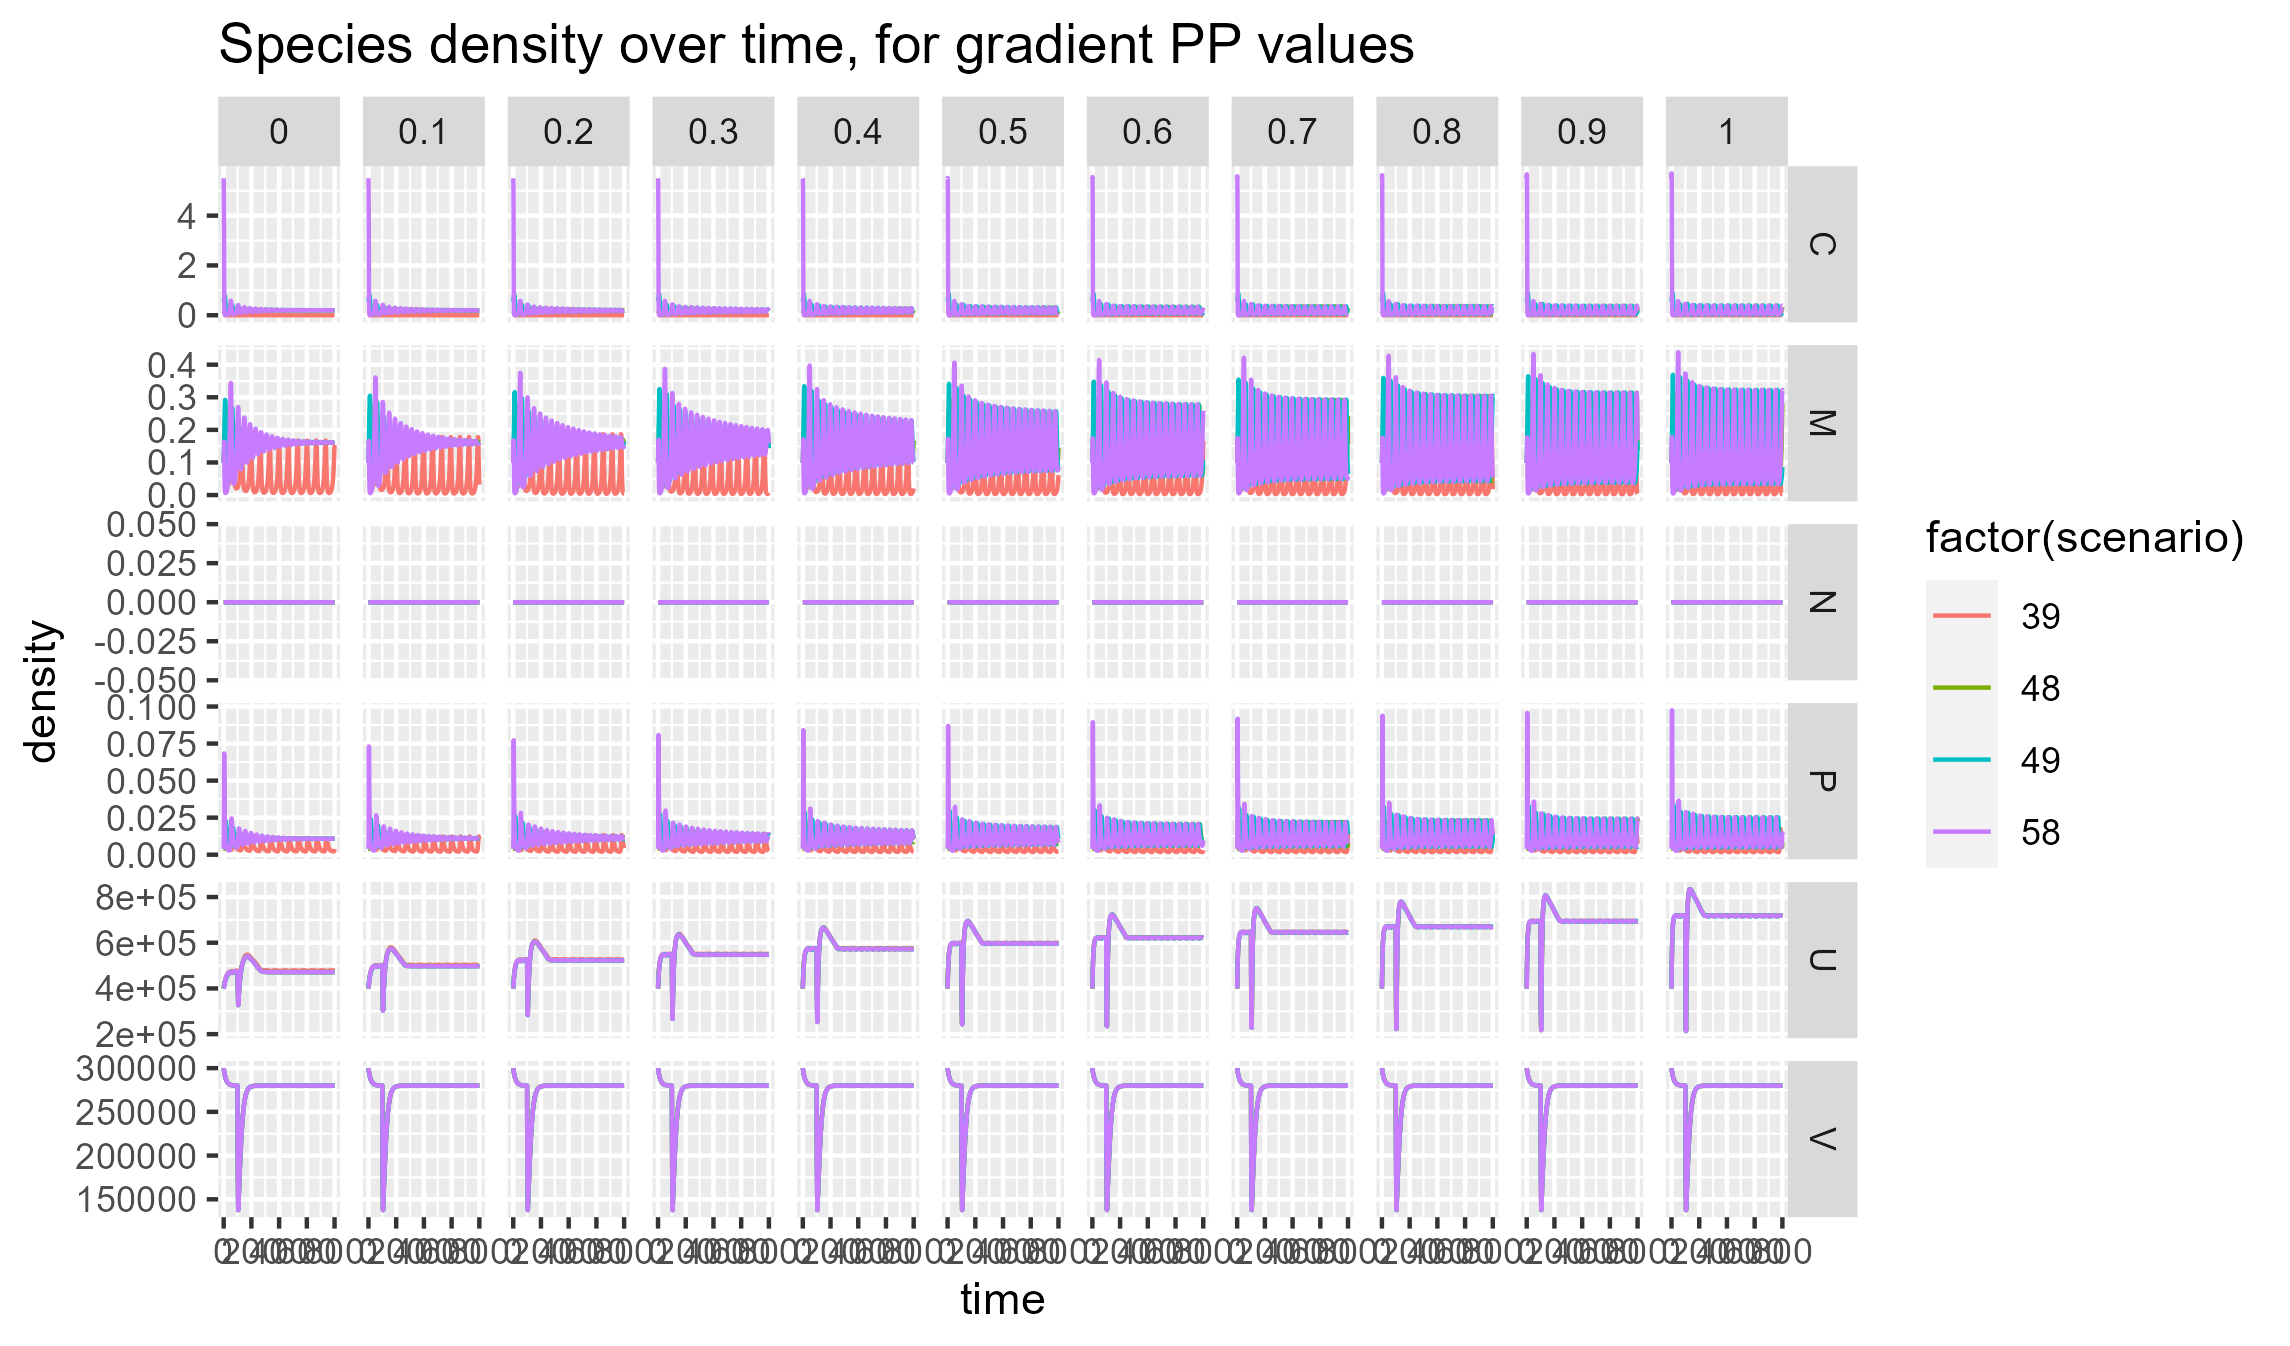 Species density over time, for gradient PP values
0 0.1 0.2 0.3 0.4 0.5 0.6 0.7 0.8 0.9 1
4
2
0
C
0.4
0.3
0.2
0.1
0.0
M
0.050
0.025
0.000
-0.025
-0.050
N
0.100
0.075
0.050
0.025
0.000
P
8e+05
6e+05
4e+05
2e+05
U
300000
250000
200000
150000
V
density
time
factor(scenario)
39
48
49
58